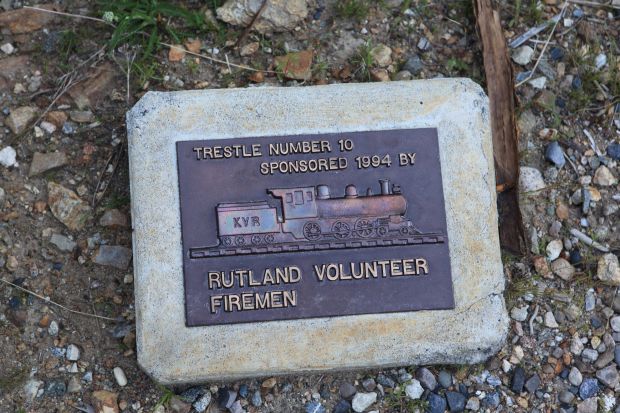 TRESTLE NUMBER 10
SPONSORED 1994 BY
KVR
RUTLAND VOLUNTEER
FIREMEN